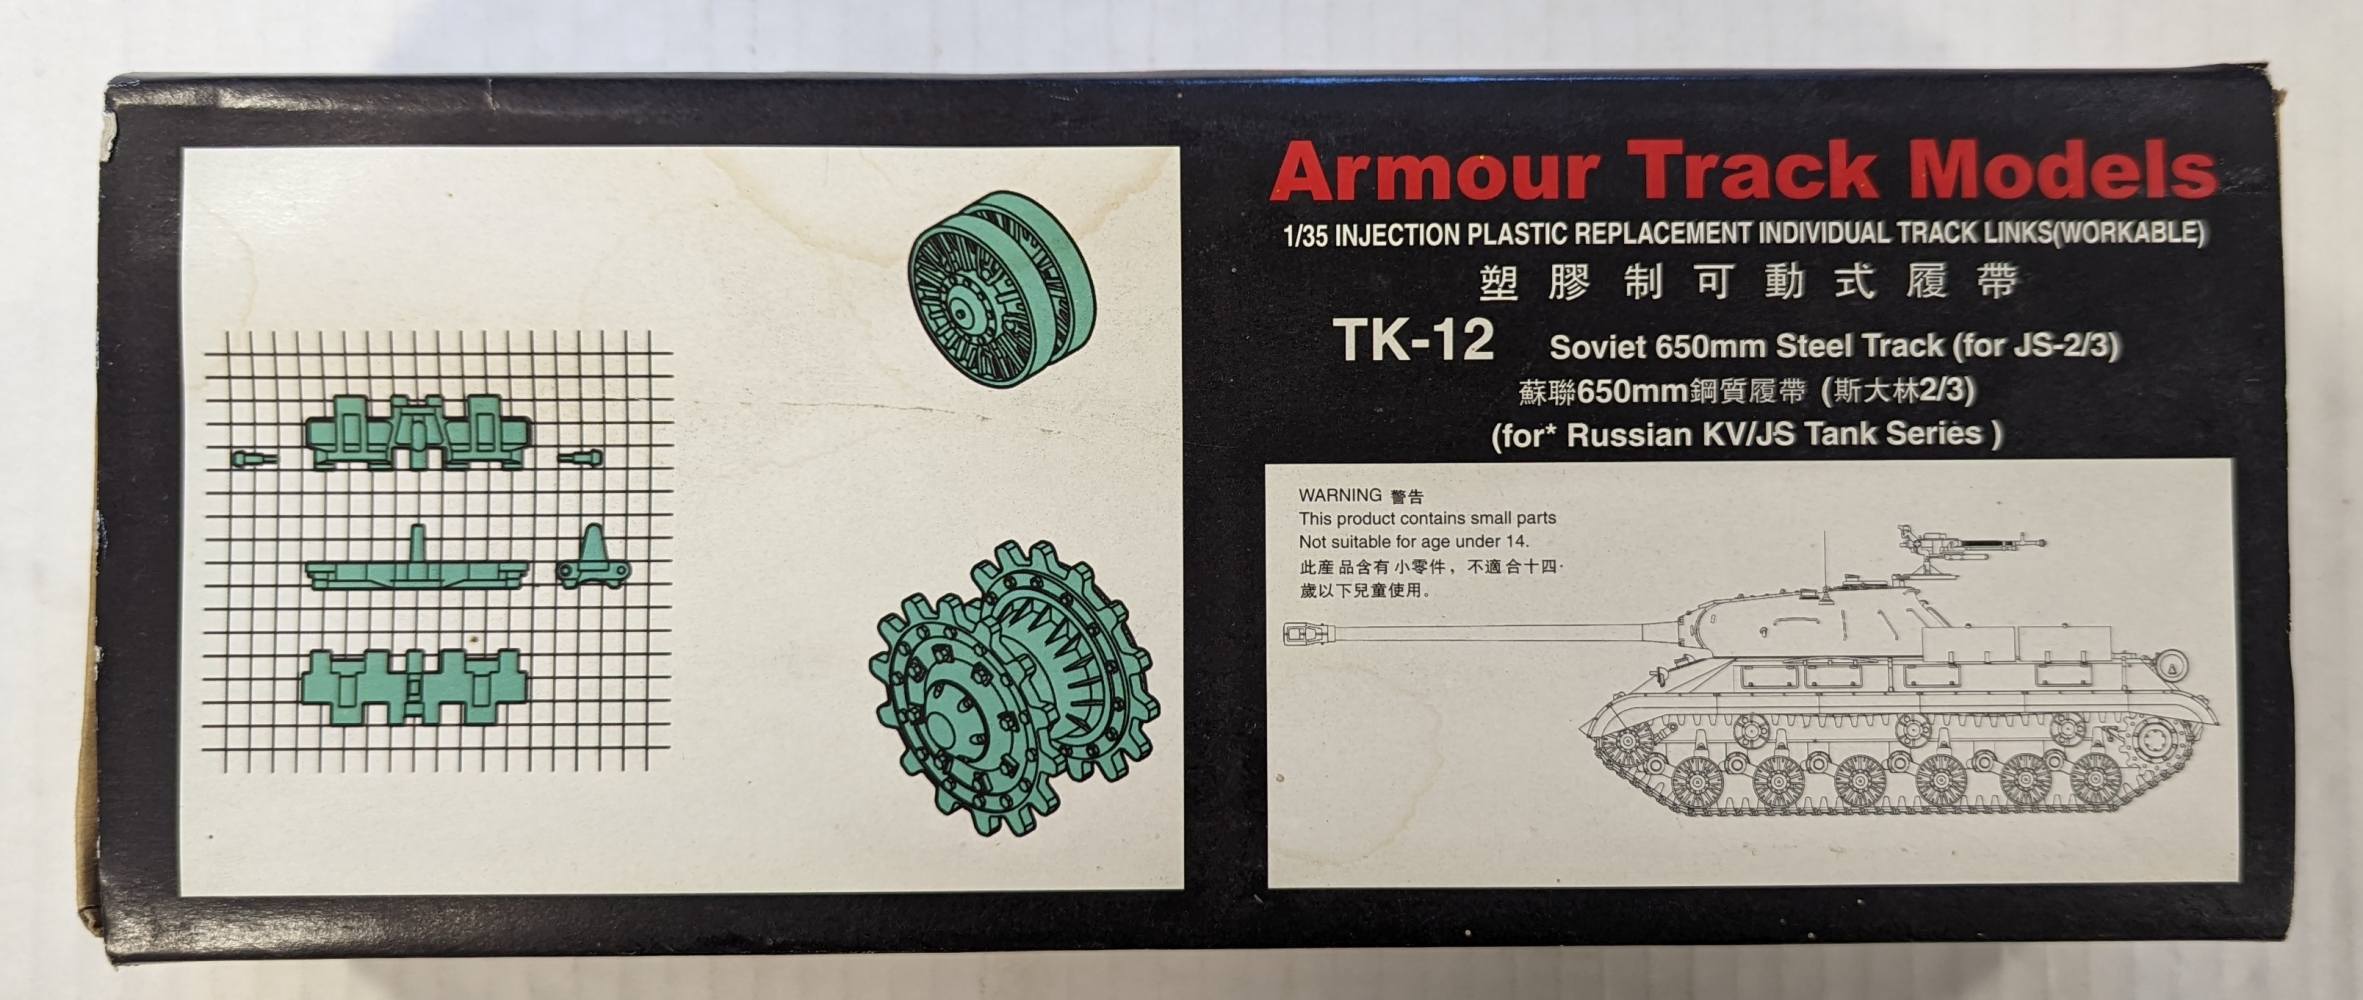 Armour Track Models
1/35 INJECTION PLASTIC REPLACEMENT INDIVIDUAL TRACK LINKS(WORKABLE)
塑膠制可動式履帶
TK-12 Soviet 650mm Steel Track (for JS-2/3)
蘇聯650mm鋼質履帶 (斯大林2/3)
(for* Russian KV/JS Tank Series )
WARNING 警告
This product contains small parts
Not suitable for age under 14.
此産品含有小零件，不適合十四·
歲以下兒童使用。